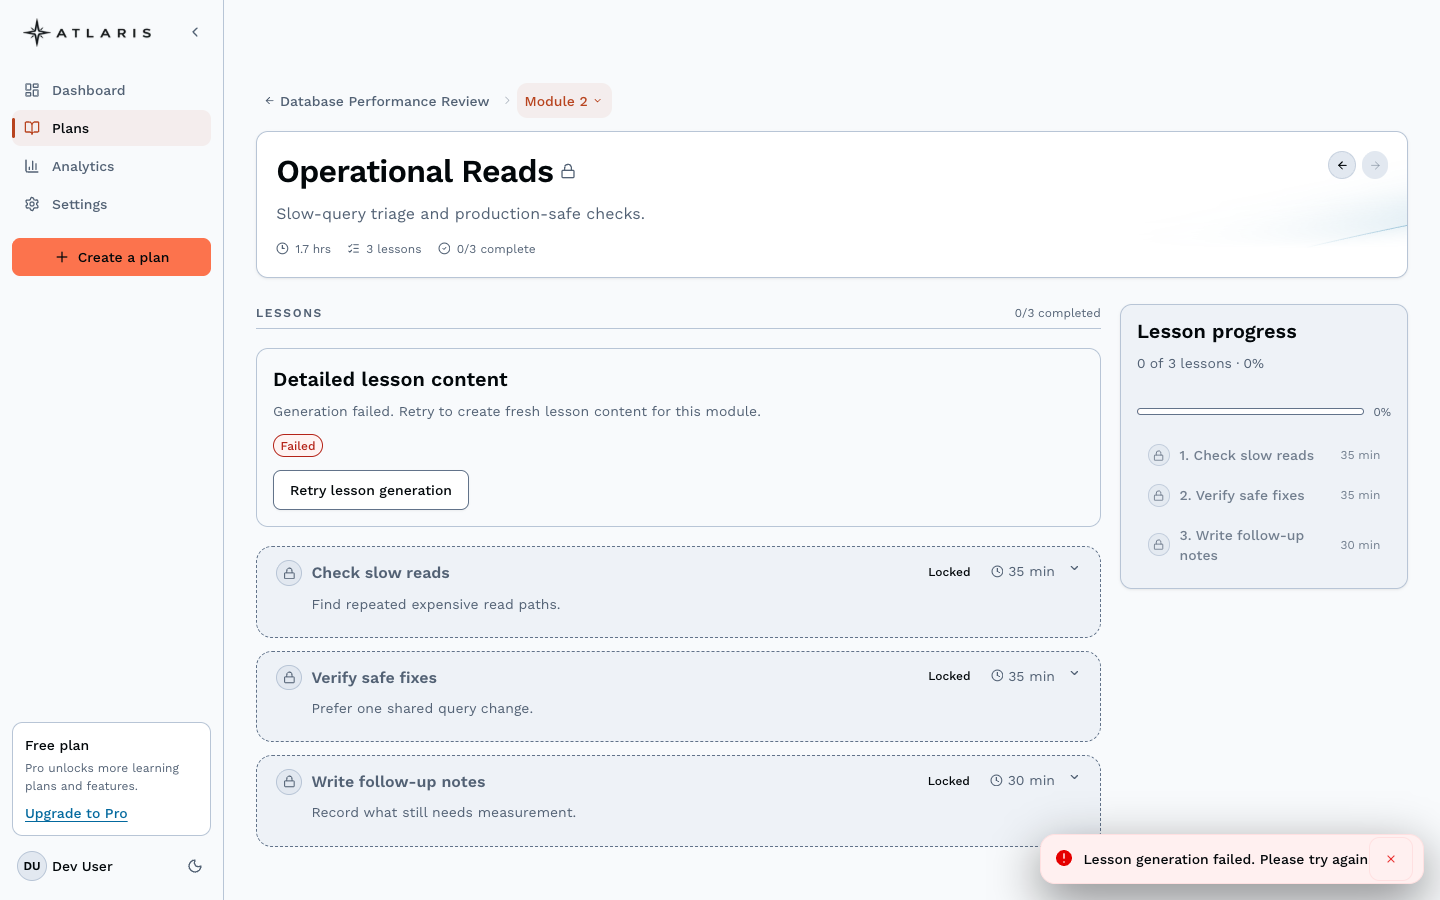 ATLARIS
Dashboard
Plans
Analytics
Settings
Create a plan
Free plan
Pro unlocks more learning
plans and features.
Upgrade to Pro
DU Dev User
Database Performance Review
Module 2
Operational Reads
Slow-query triage and production-safe checks.
1.7 hrs 3 lessons 0/3 complete
LESSONS 0/3 completed
Detailed lesson content
Generation failed. Retry to create fresh lesson content for this module.
Failed
Retry lesson generation
Check slow reads Locked 35 min
Find repeated expensive read paths.
Verify safe fixes Locked 35 min
Prefer one shared query change.
Write follow-up notes Locked 30 min
Record what still needs measurement.
Lesson progress
0 of 3 lessons · 0%
0%
1. Check slow reads 35 min
2. Verify safe fixes 35 min
3. Write follow-up
notes 30 min
Lesson generation failed. Please try again